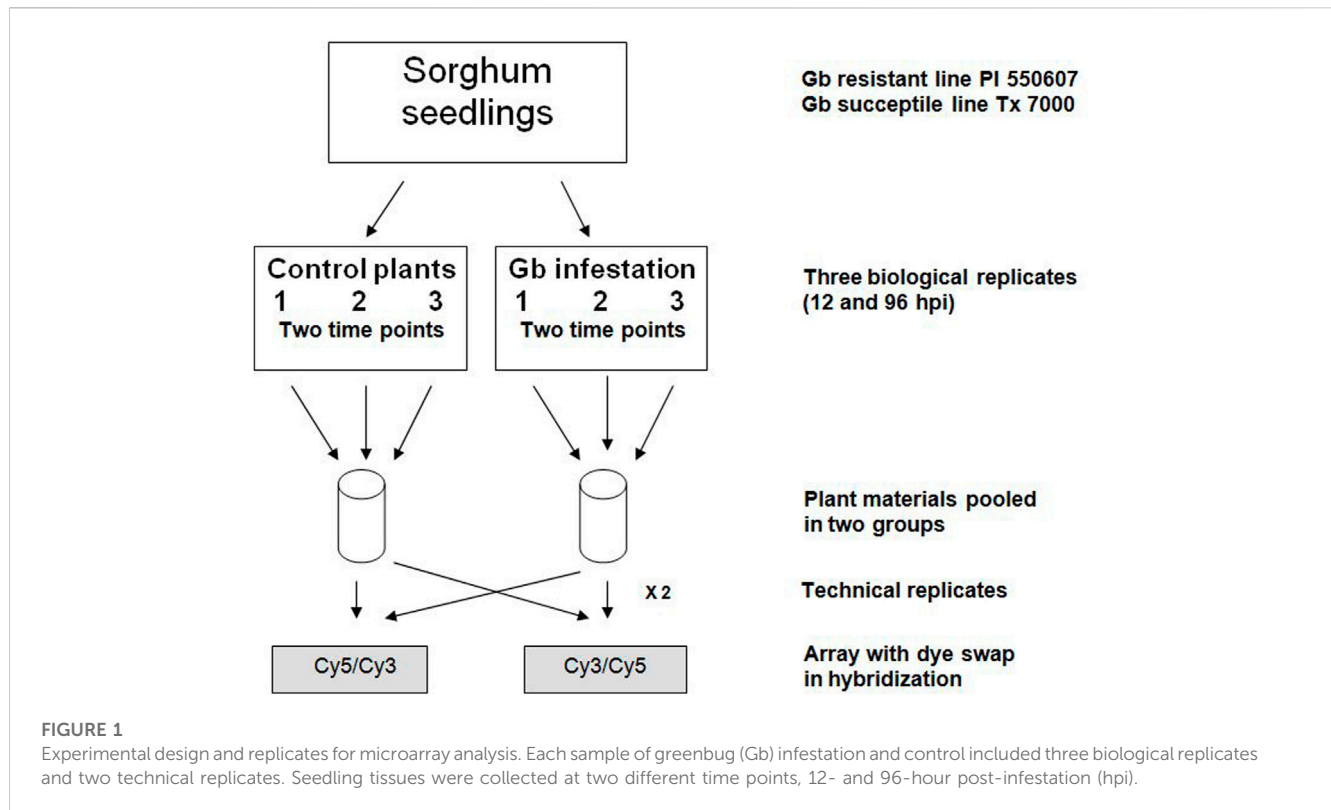 Sorghum
seedlings
Gb resistant line PI 550607
Gb succeptile line Tx 7000
Control plants
1 2 3
Two time points
Gb infestation
1 2 3
Two time points
Three biological replicates
(12 and 96 hpi)
Plant materials pooled
in two groups
X 2
Technical replicates
Cy5/Cy3
Cy3/Cy5
Array with dye swap
in hybridization
FIGURE 1
Experimental design and replicates for microarray analysis. Each sample of greenbug (Gb) infestation and control included three biological replicates
and two technical replicates. Seedling tissues were collected at two different time points, 12- and 96-hour post-infestation (hpi).